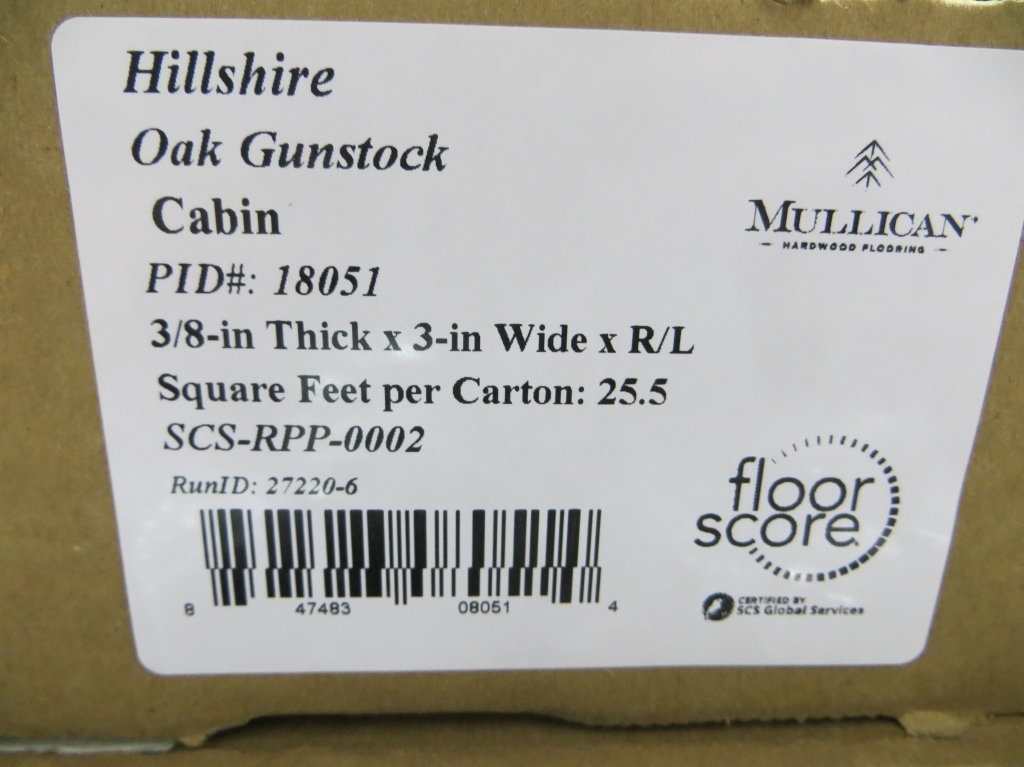 Hillshire
Oak Gunstock
Cabin
PID#: 18051
3/8-in Thick x 3-in Wide x R/L
Square Feet per Carton: 25.5
SCS-RPP-0002
RunID: 27220-6
8 47483 08051 4
MULLICAN
HARDWOOD FLOORING
floor
score
CERTIFIED BY
SCS Global Services